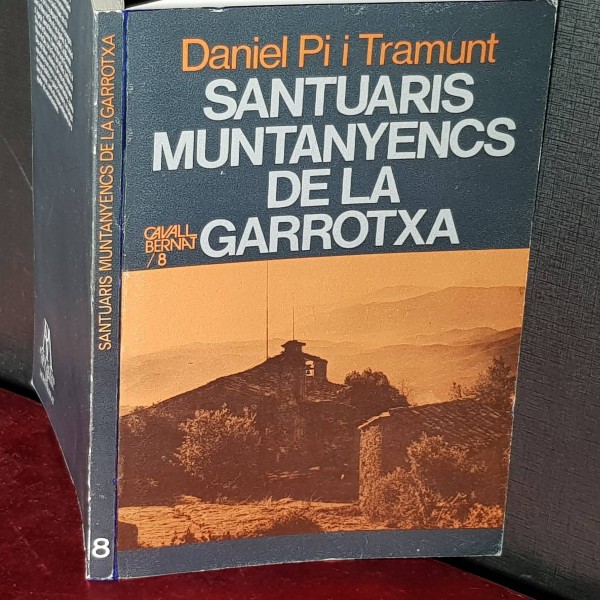 Daniel Pi i Tramunt
SANTUARIS
MUNTANYENCS
DE LA
GARROTXA
CAVALL
BERNAT
/8
SANTUARIS MUNTANYENCS DE LA GARROTXA
8